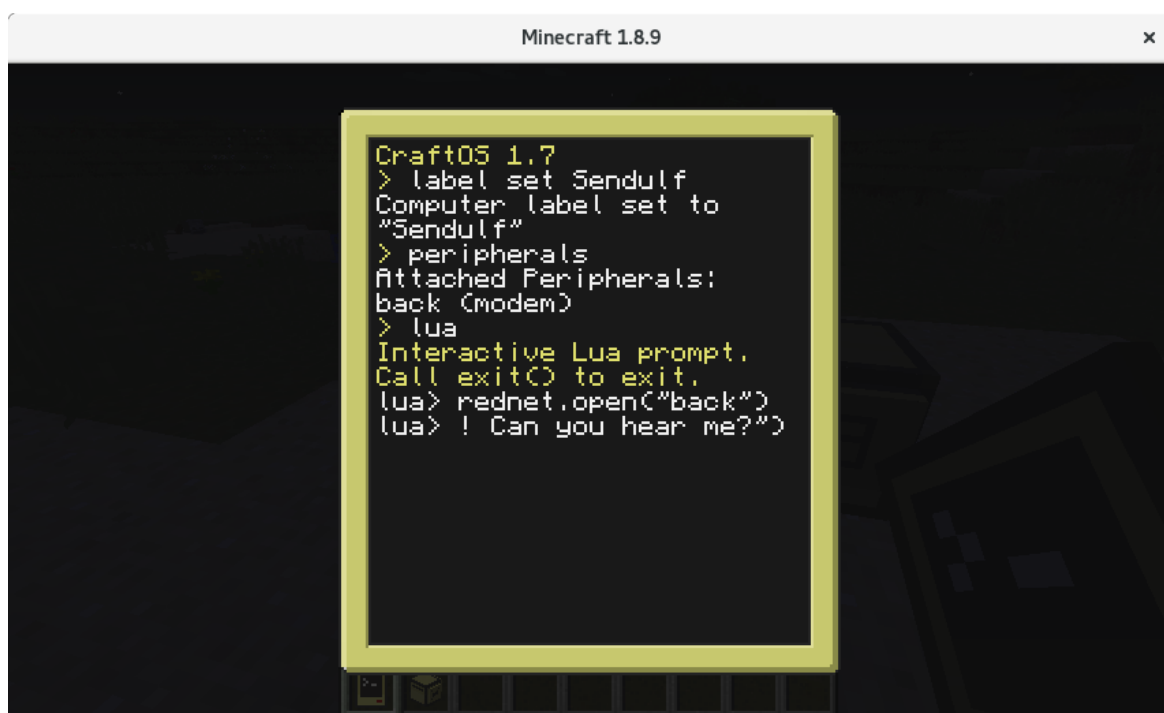 Minecraft 1.8.9
CraftOS 1.7
> label set Sendulf
Computer label set to
"Sendulf"
> peripherals
Attached Peripherals:
back (modem)
> lua
Interactive Lua prompt.
Call exit() to exit.
lua> rednet.open("back")
lua> ! Can you hear me?")